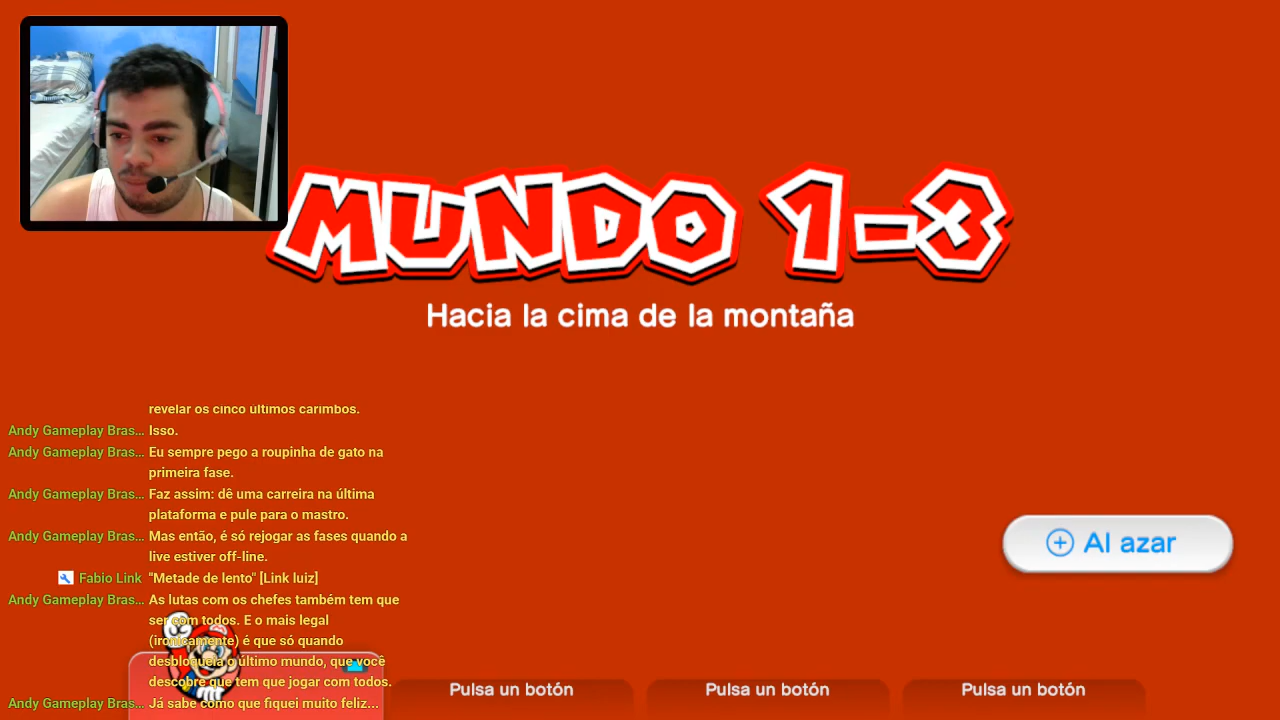 MUNDO 1-3
Hacia la cima de la montaña
revelar os cinco últimos carimbos.
Andy Gameplay Bras... Isso.
Andy Gameplay Bras... Eu sempre pego a roupinha de gato na
primeira fase.
Andy Gameplay Bras... Faz assim: dê uma carreira na última
plataforma e pule para o mastro.
Andy Gameplay Bras... Mas então, é só rejogar as fases quando a
live estiver off-line.
Fabio Link "Metade de lento" [Link luiz]
Andy Gameplay Bras... As lutas com os chefes também tem que
ser com todos. E o mais legal
(ironicamente) é que só quando
desbloqueia o último mundo, que você
descobre que tem que jogar com todos.
Andy Gameplay Bras... Já sabe como que fiquei muito feliz...
Al azar
Pulsa un botón
Pulsa un botón
Pulsa un botón